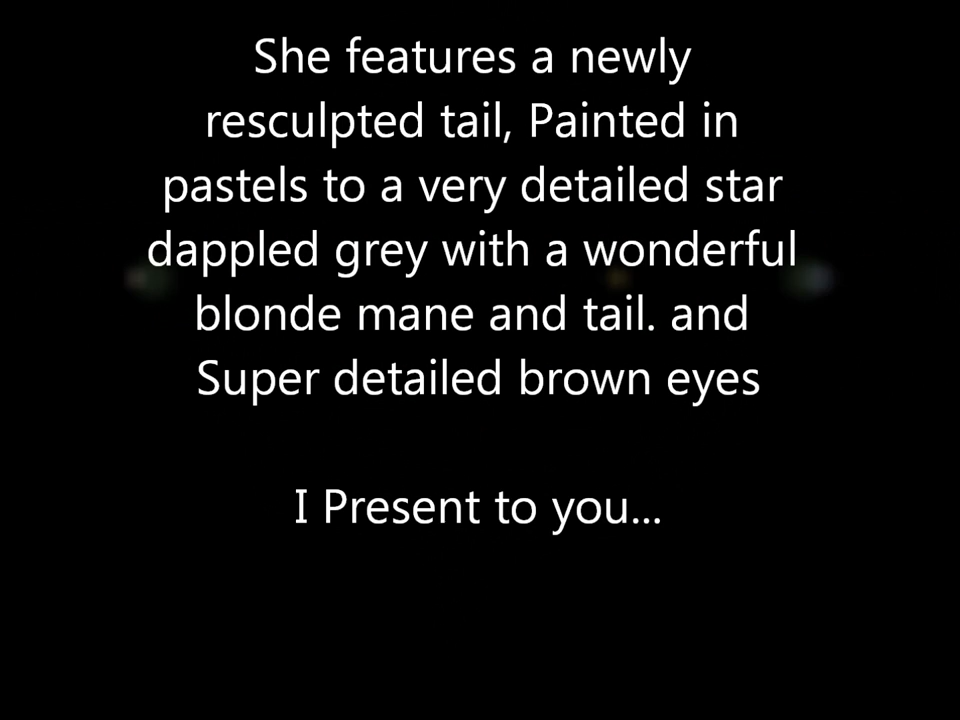 She features a newly
resculpted tail, Painted in
pastels to a very detailed star
dappled grey with a wonderful
blonde mane and tail. and
Super detailed brown eyes
I Present to you...